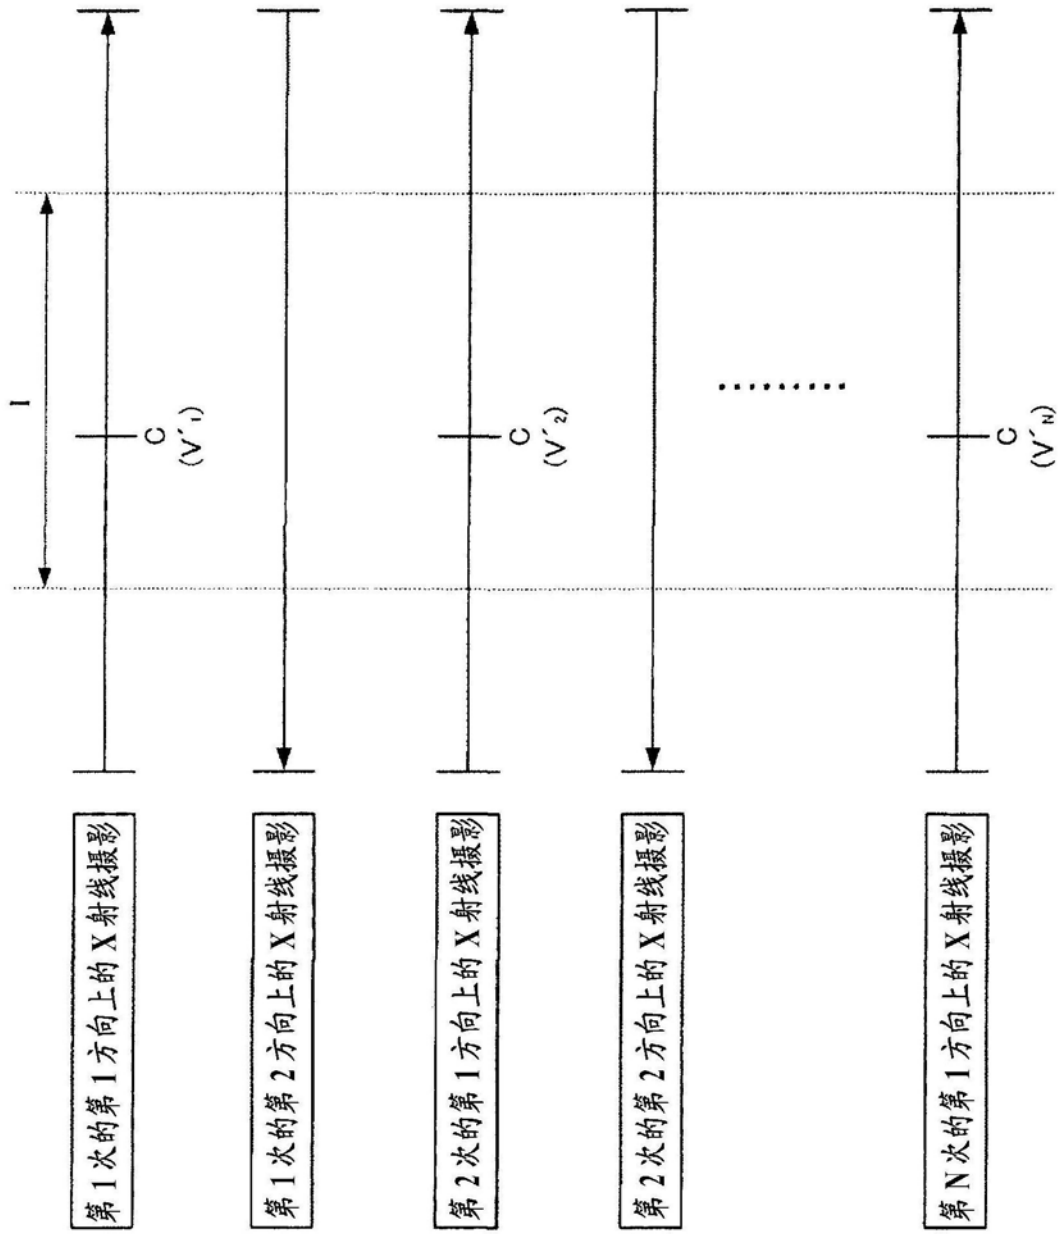 I
第1次的第1方向上的X射线摄影
C
(V´₁)
第1次的第2方向上的X射线摄影
第2次的第1方向上的X射线摄影
C
(V´₂)
第2次的第2方向上的X射线摄影
第N次的第1方向上的X射线摄影
C
(V´N)